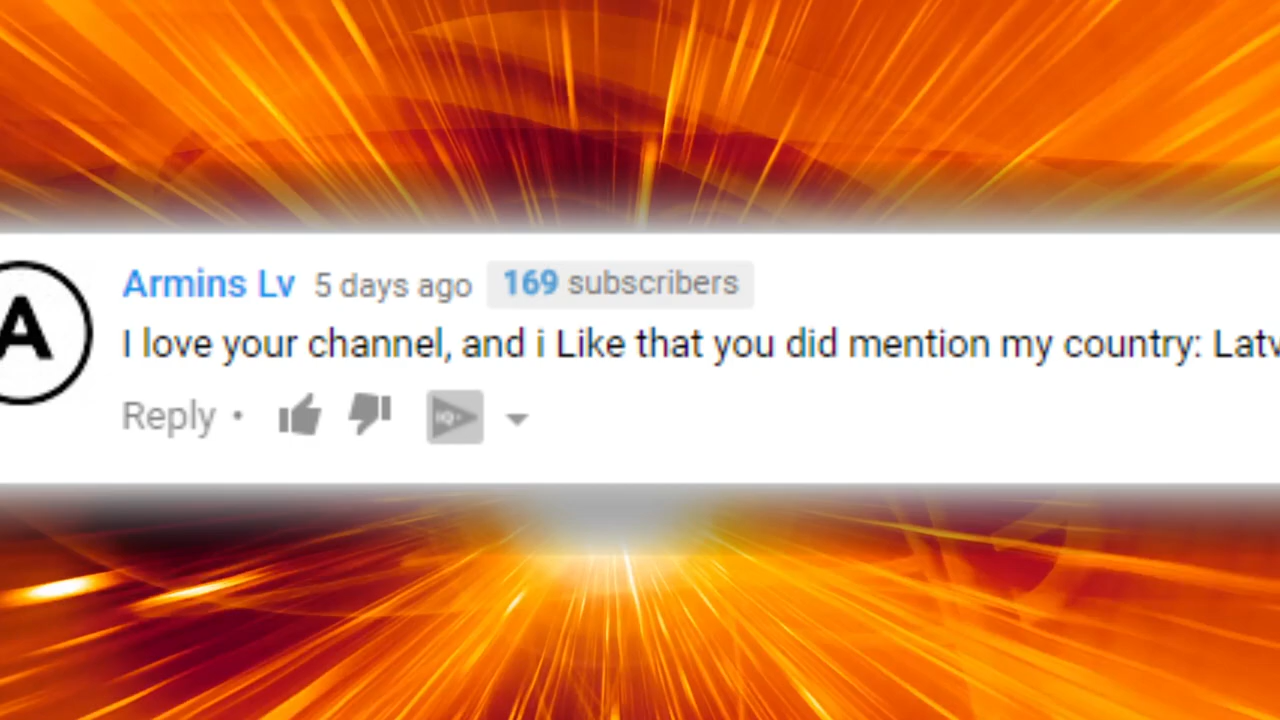 A
Armins Lv 5 days ago 169 subscribers
I love your channel, and i Like that you did mention my country: Latv
Reply •